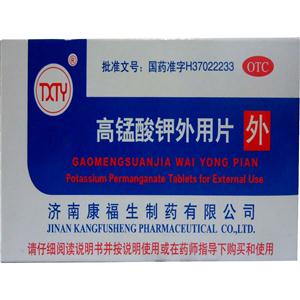 TXTY ®
批准文号：国药准字H37022233 OTC
高锰酸钾外用片 外
GAOMENGSUANJIA WAI YONG PIAN
Potassium Permanganate Tablets for External Use
济南康福生制药有限公司
JINAN KANGFUSHENG PHARMACEUTICAL CO.,LTD.
请仔细阅读说明书并按说明使用或在药师指导下购买和使用